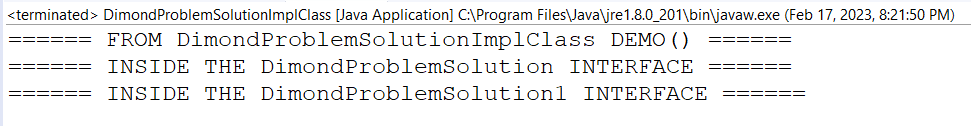 <terminated> DimondProblemSolutionImplClass [Java Application] C:\Program Files\Java\jre1.8.0_201\bin\javaw.exe (Feb 17, 2023, 8:21:50 PM)
====== FROM DimondProblemSolutionImplClass DEMO() ======
====== INSIDE THE DimondProblemSolution INTERFACE ======
====== INSIDE THE DimondProblemSolution1 INTERFACE ======